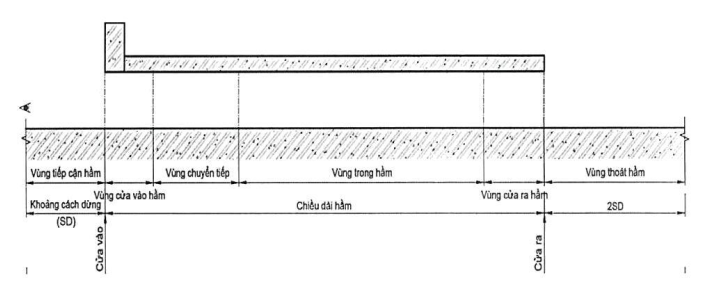 Vùng tiếp cận hầm
Vùng chuyển tiếp
Vùng trong hầm
Vùng thoát hầm
Vùng cửa vào hầm
Vùng cửa ra hầm
Khoảng cách dừng
(SD)
Chiều dài hầm
2SD
Cửa vào
Cửa ra